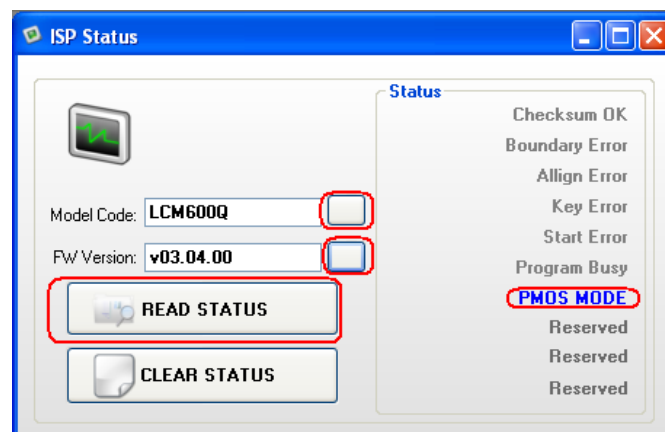 ISP Status
Model Code: LCM600Q
FW Version: v03.04.00
READ STATUS
CLEAR STATUS
Status
Checksum OK
Boundary Error
Allign Error
Key Error
Start Error
Program Busy
PMOS MODE
Reserved
Reserved
Reserved